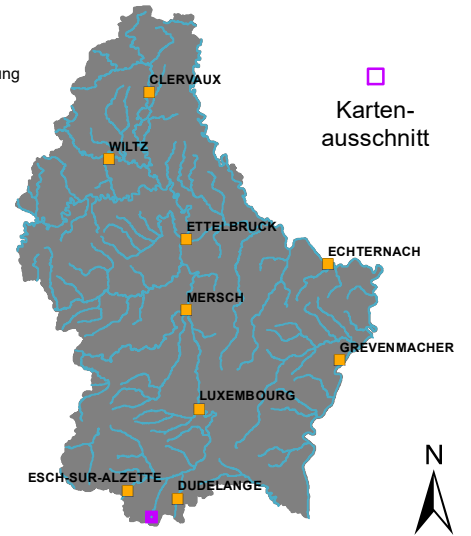 ung
CLERVAUX
Karten-
ausschnitt
WILTZ
ETTELBRUCK
ECHTERNACH
MERSCH
GREVENMACHER
LUXEMBOURG
ESCH-SUR-ALZETTE
DUDELANGE
N